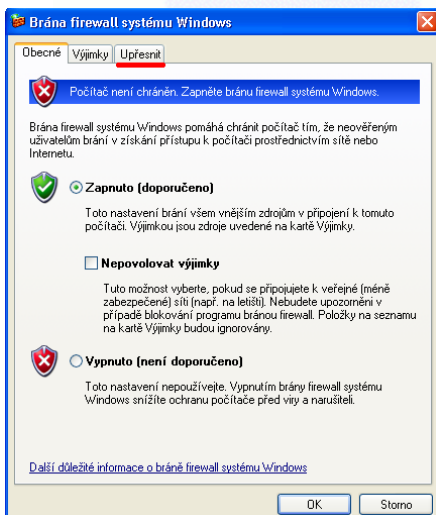 Brána firewall systému Windows
Obecné Výjimky Upřesnit
Počítač není chráněn. Zapněte bránu firewall systému Windows.
Brána firewall systému Windows pomáhá chránit počítač tím, že neověřeným
uživatelům brání v získání přístupu k počítači prostřednictvím sítě nebo
Internetu.
Zapnuto (doporučeno)
Toto nastavení brání všem vnějším zdrojům v připojení k tomuto
počítači. Výjimkou jsou zdroje uvedené na kartě Výjimky.
Nepovolovat výjimky
Tuto možnost vyberte, pokud se připojujete k veřejné (méně
zabezpečené) síti (např. na letišti). Nebudete upozorněni v
případě blokování programu bránou firewall. Položky na seznamu
na kartě Výjimky budou ignorovány.
Vypnuto (není doporučeno)
Toto nastavení nepoužívejte. Vypnutím brány firewall systému
Windows snížíte ochranu počítače před viry a narušiteli.
Další důležité informace o bráně firewall systému Windows
OK Storno